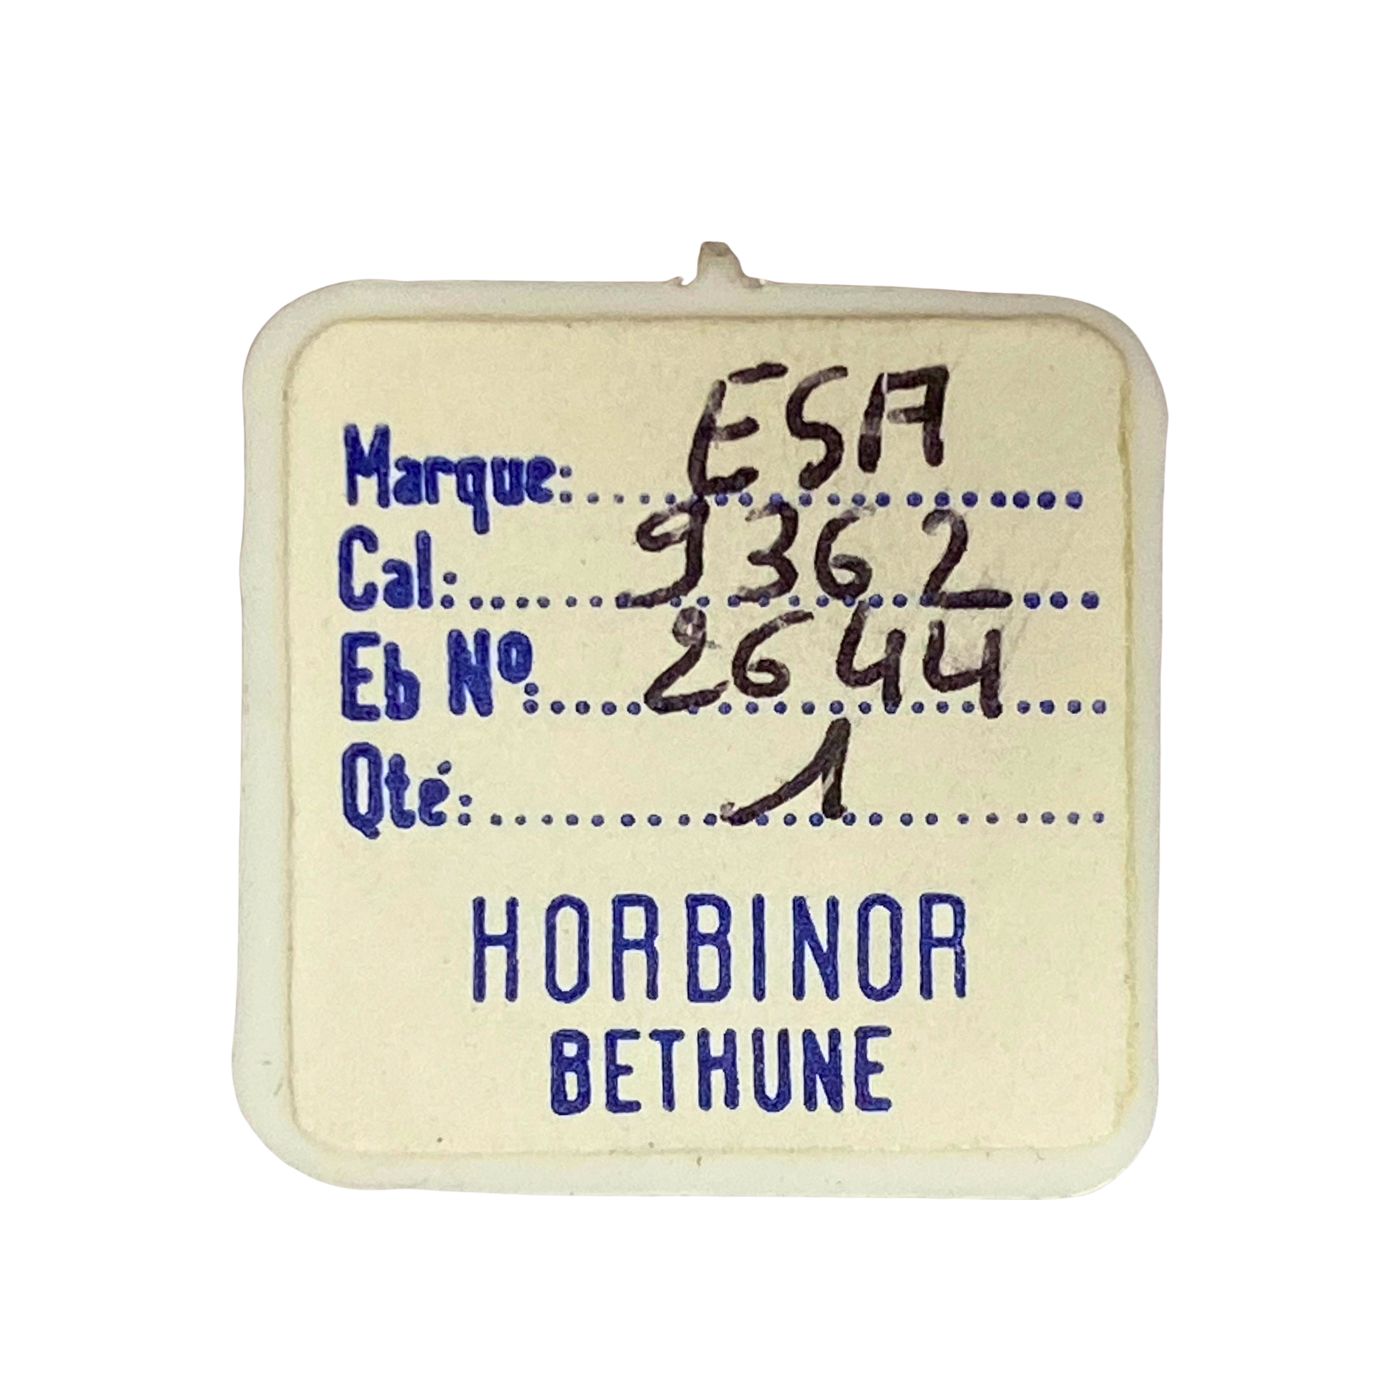 Marque: ESA
Cal: 9362
Eb Nº: 2644
Qté: 1
HORBINOR
BETHUNE